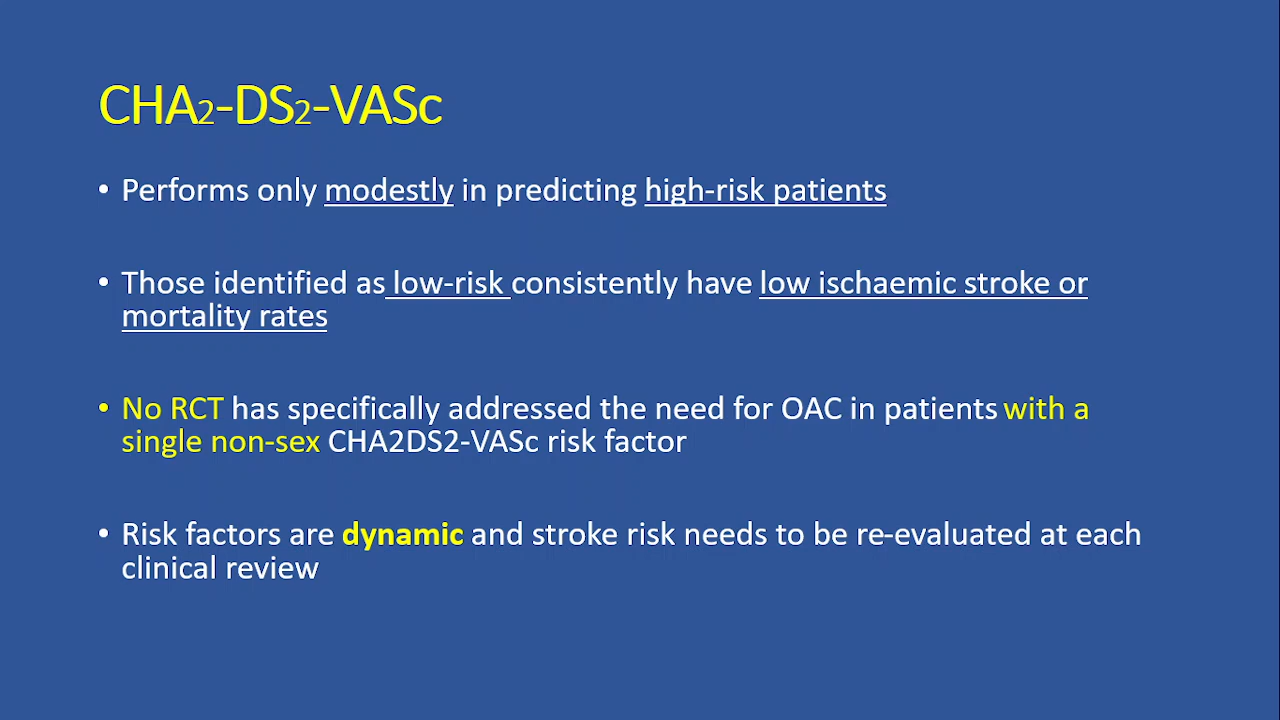 CHA2-DS2-VASc
• Performs only modestly in predicting high-risk patients
• Those identified as low-risk consistently have low ischaemic stroke or
mortality rates
• No RCT has specifically addressed the need for OAC in patients with a
single non-sex CHA2DS2-VASc risk factor
• Risk factors are dynamic and stroke risk needs to be re-evaluated at each
clinical review